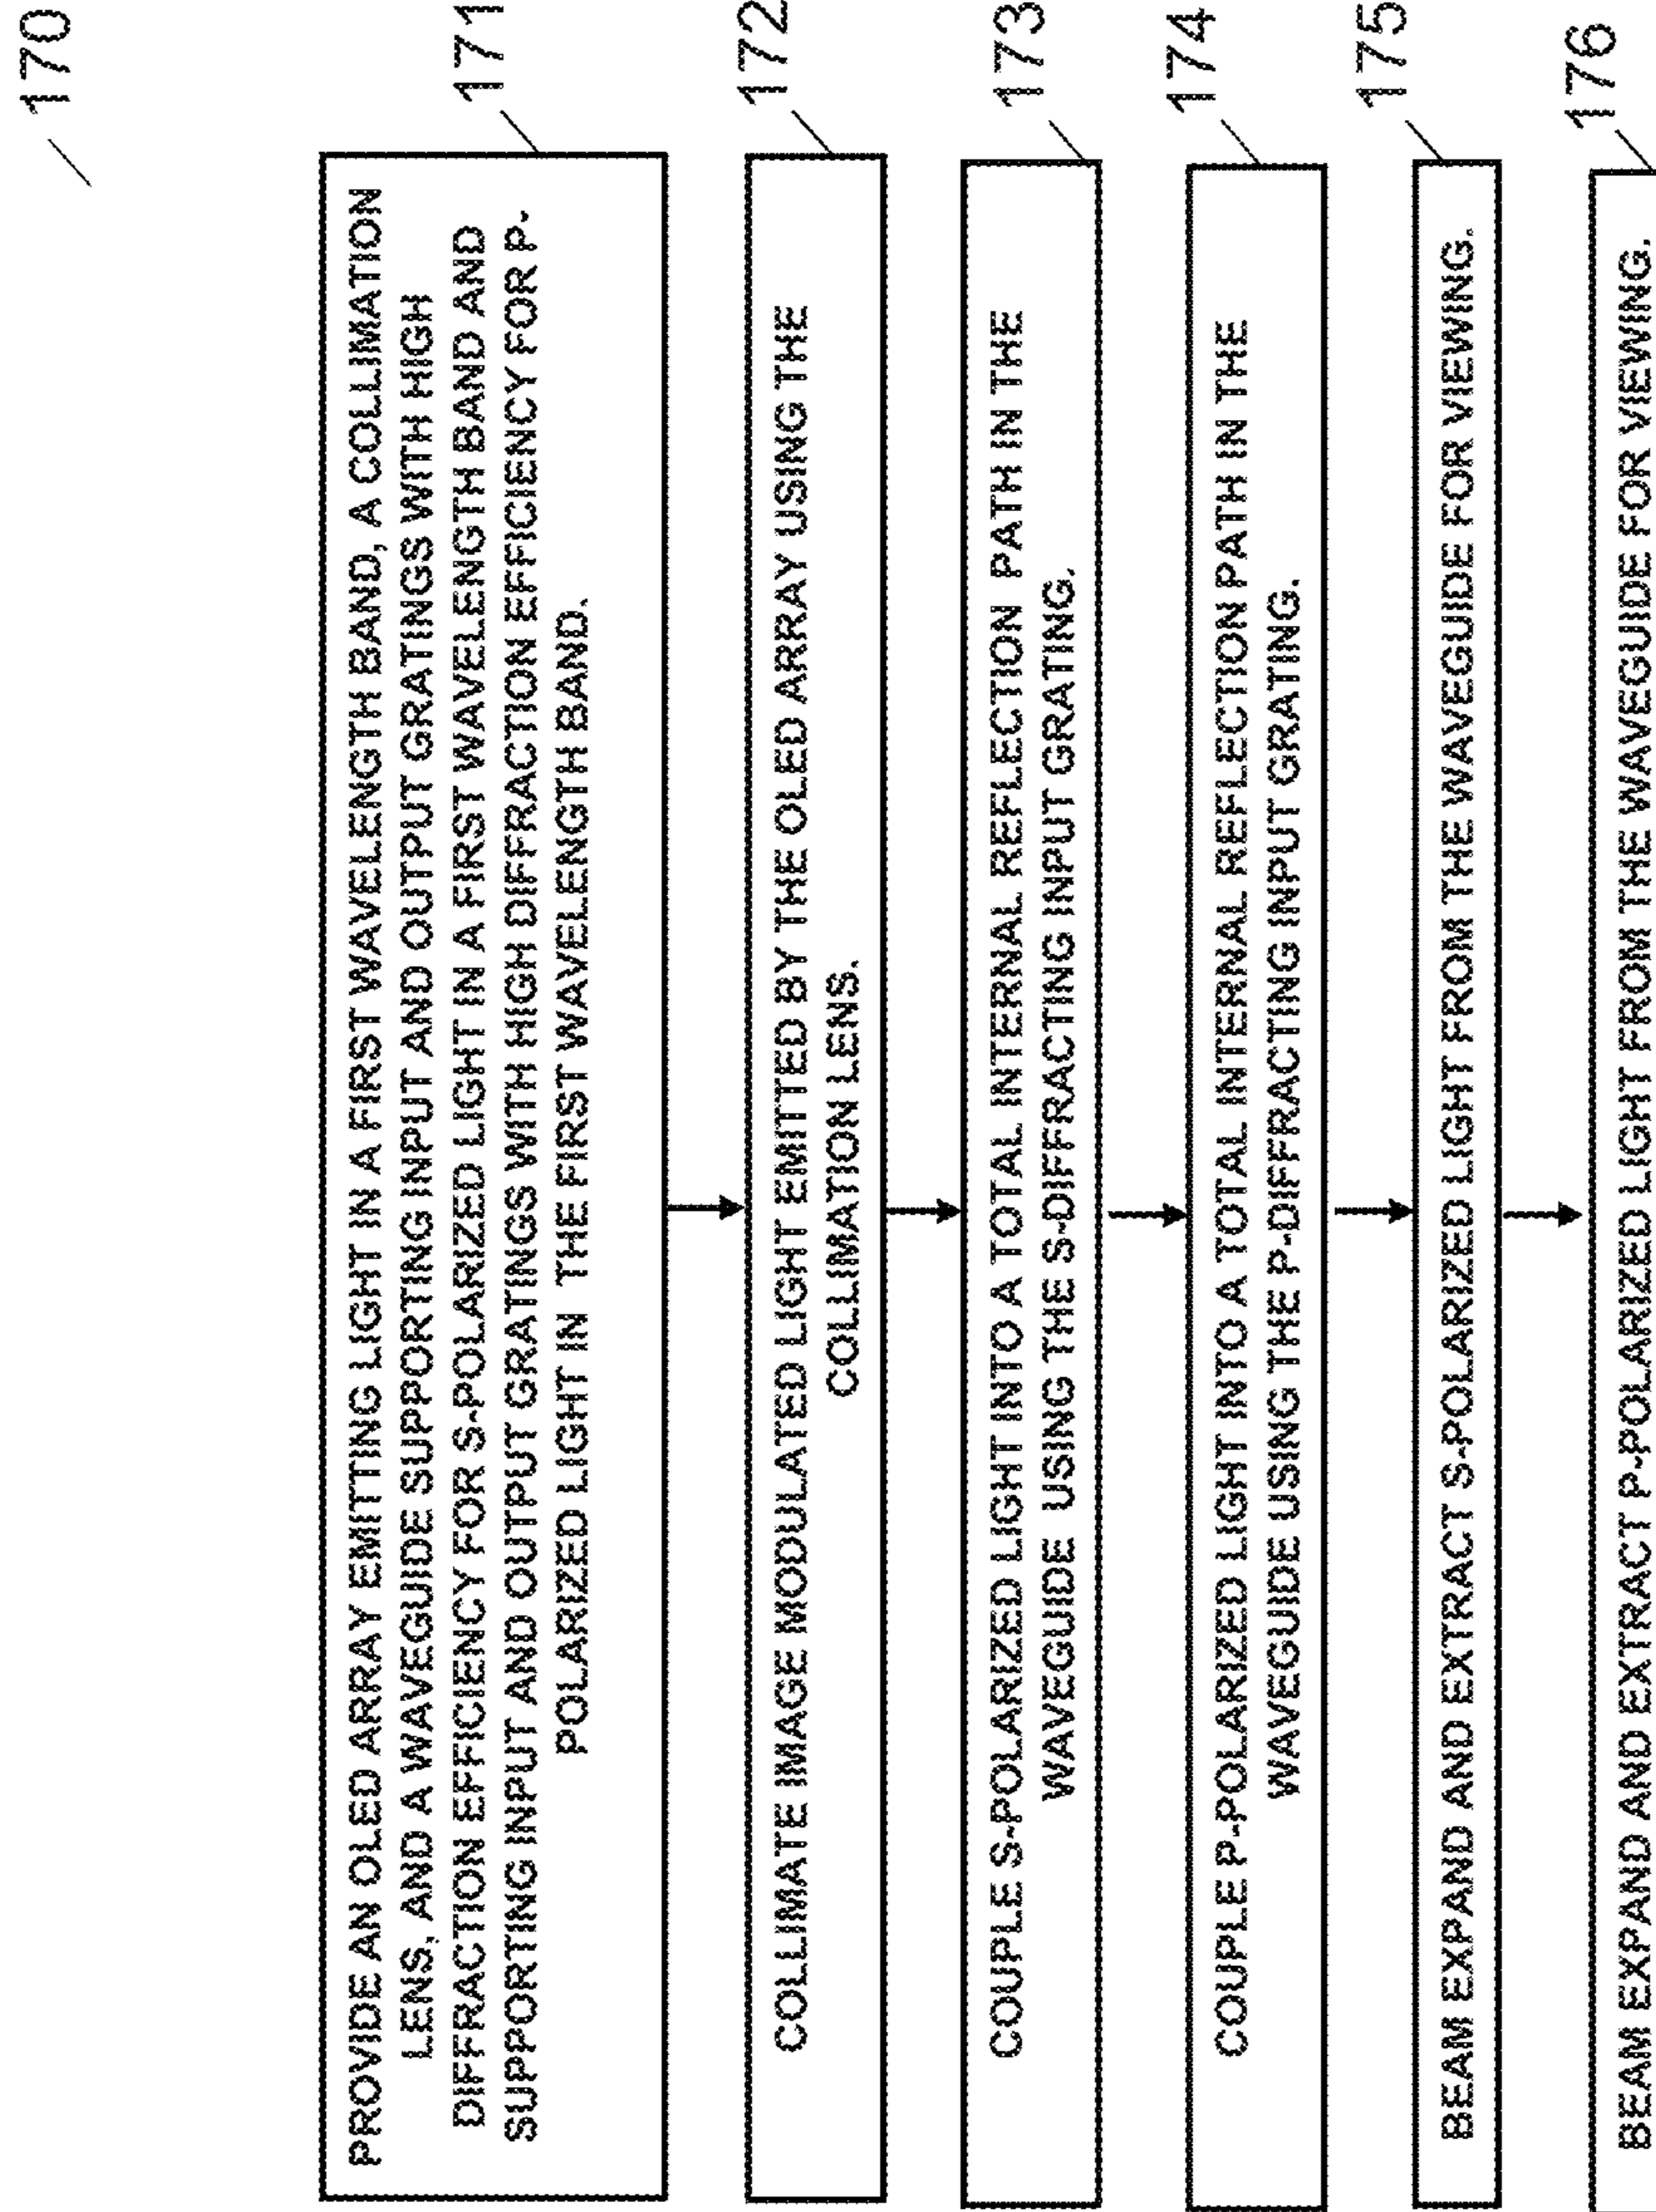 170
171
PROVIDE AN OLED ARRAY EMITTING LIGHT IN A FIRST WAVELENGTH BAND, A COLLIMATION
LENS, AND A WAVEGUIDE SUPPORTING INPUT AND OUTPUT GRATINGS WITH HIGH
DIFFRACTION EFFICIENCY FOR S-POLARIZED LIGHT IN A FIRST WAVELENGTH BAND AND
SUPPORTING INPUT AND OUTPUT GRATINGS WITH HIGH DIFFRACTION EFFICIENCY FOR P-
POLARIZED LIGHT IN THE FIRST WAVELENGTH BAND.
172
COLLIMATE IMAGE MODULATED LIGHT EMITTED BY THE OLED ARRAY USING THE
COLLIMATION LENS.
173
COUPLE S-POLARIZED LIGHT INTO A TOTAL INTERNAL REFLECTION PATH IN THE
WAVEGUIDE USING THE S-DIFFRACTING INPUT GRATING.
174
COUPLE P-POLARIZED LIGHT INTO A TOTAL INTERNAL REFLECTION PATH IN THE
WAVEGUIDE USING THE P-DIFFRACTING INPUT GRATING.
175
BEAM EXPAND AND EXTRACT S-POLARIZED LIGHT FROM THE WAVEGUIDE FOR VIEWING.
176
BEAM EXPAND AND EXTRACT P-POLARIZED LIGHT FROM THE WAVEGUIDE FOR VIEWING.